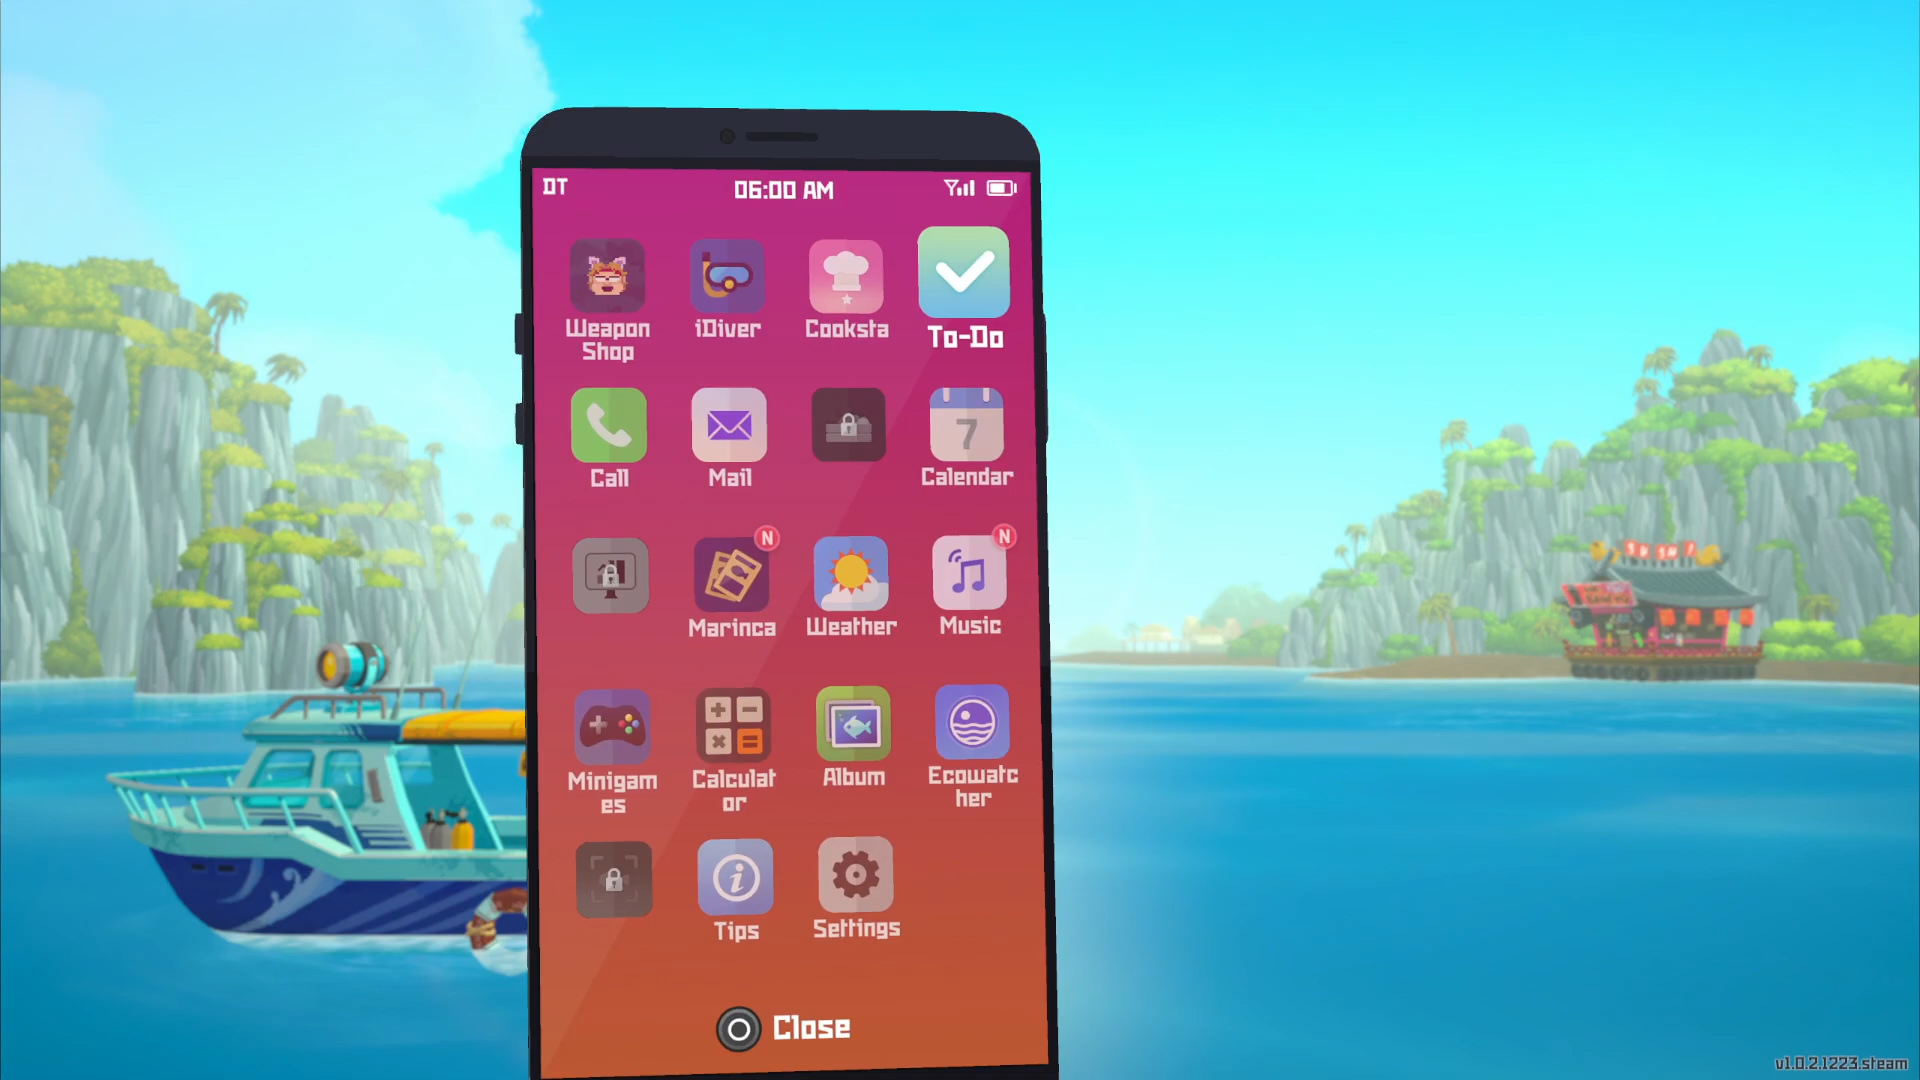 DT
06:00 AM
Weapon
Shop
iDiver
Cooksta
To-Do
Call
Mail
7
Calendar
N
N
Marinca
Weather
Music
Minigam
es
Calculat
or
Album
Ecowatc
her
Tips
Settings
Close
SUSHI
v1.0.2.1223.steam